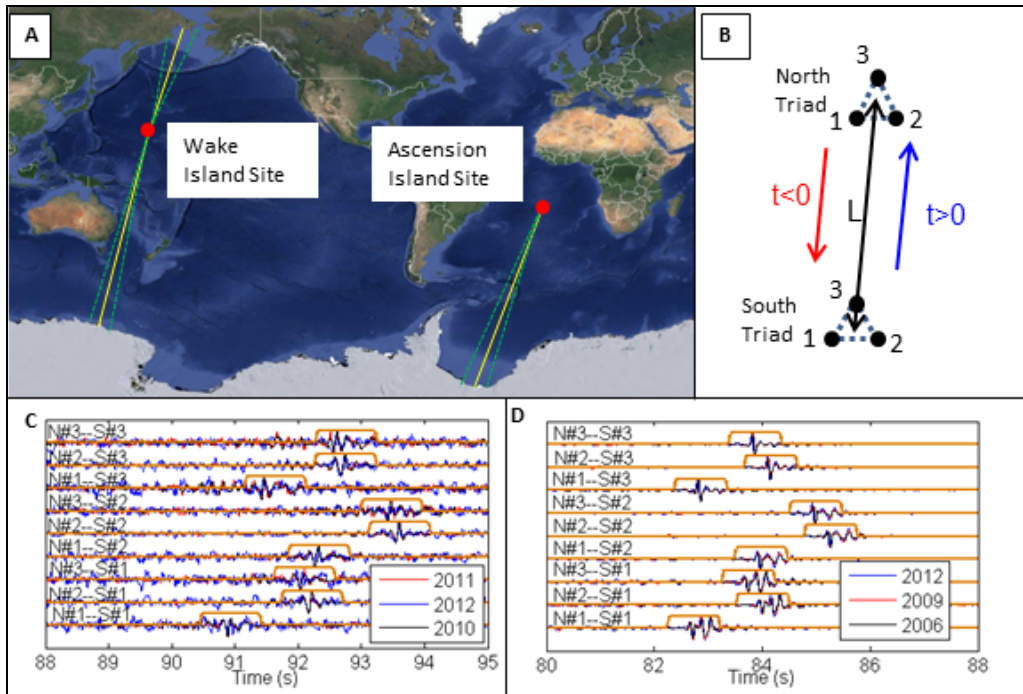 A
Wake
Island Site
Ascension
Island Site
B
3
North
Triad
1
2
t<0
L
t>0
3
South
Triad
1
2
C
N#3--S#3
N#2--S#3
N#1--S#3
N#3--S#2
N#2--S#2
N#1--S#2
N#3--S#1
N#2--S#1
N#1--S#1
2011
2012
2010
88 89 90 91 92 93 94 95
Time (s)
D
N#3--S#3
N#2--S#3
N#1--S#3
N#3--S#2
N#2--S#2
N#1--S#2
N#3--S#1
N#2--S#1
N#1--S#1
2012
2009
2006
80 82 84 86 88
Time (s)